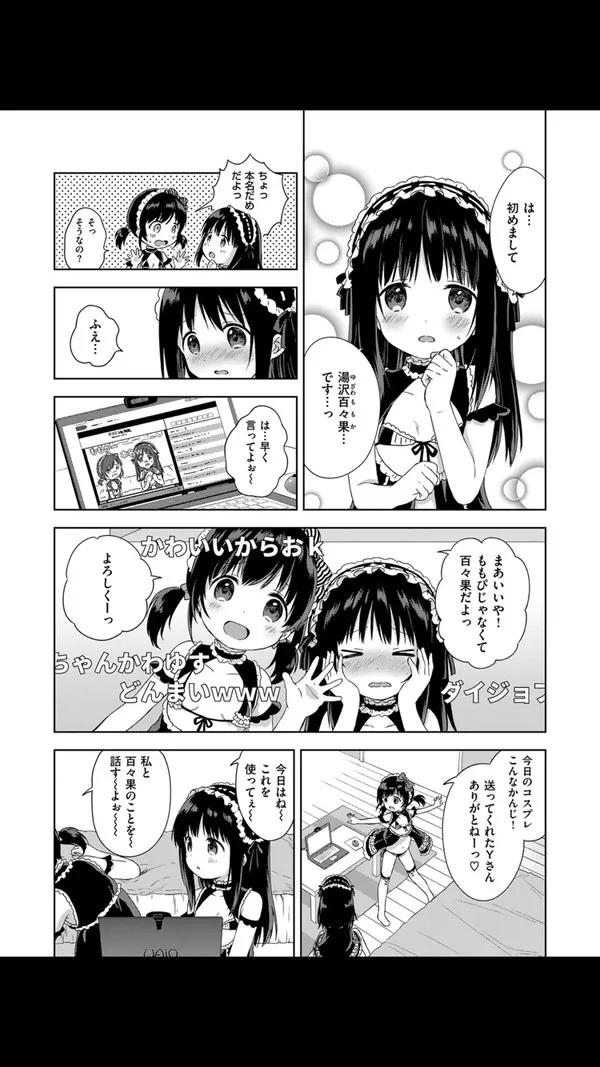 は…
初めまして
湯沢百々果…
ゆざわももか
です…っ
ちょっ
本名だめ
だよっ
そっ
そうなの？
ふえ…
は…早く
言ってよぉ〜
まあいいや！
ももぴじゃなくて
百々果だよっ
よろしくーっ
かわいいからおk
ちゃんかわゆす
どんまいwww
ダイジョブ
今日のコスプレ
こんなかんじ！
送ってくれたYさん
ありがとねーっ♡
今日はね〜
これを
使ってぇ〜
私と
百々果のことを〜
話す〜よぉ〜〜
VAIO